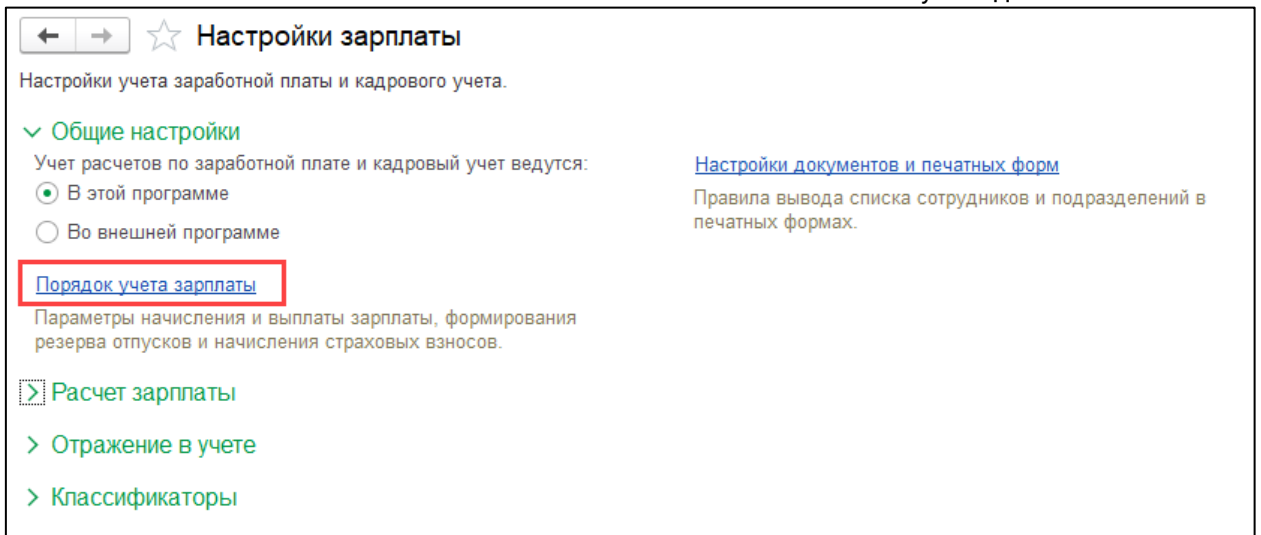 Настройки зарплаты
Настройки учета заработной платы и кадрового учета.
Общие настройки
Учет расчетов по заработной плате и кадровый учет ведутся:
В этой программе
Во внешней программе
Порядок учета зарплаты
Параметры начисления и выплаты зарплаты, формирования
резерва отпусков и начисления страховых взносов.
Настройки документов и печатных форм
Правила вывода списка сотрудников и подразделений в
печатных формах.
Расчет зарплаты
Отражение в учете
Классификаторы